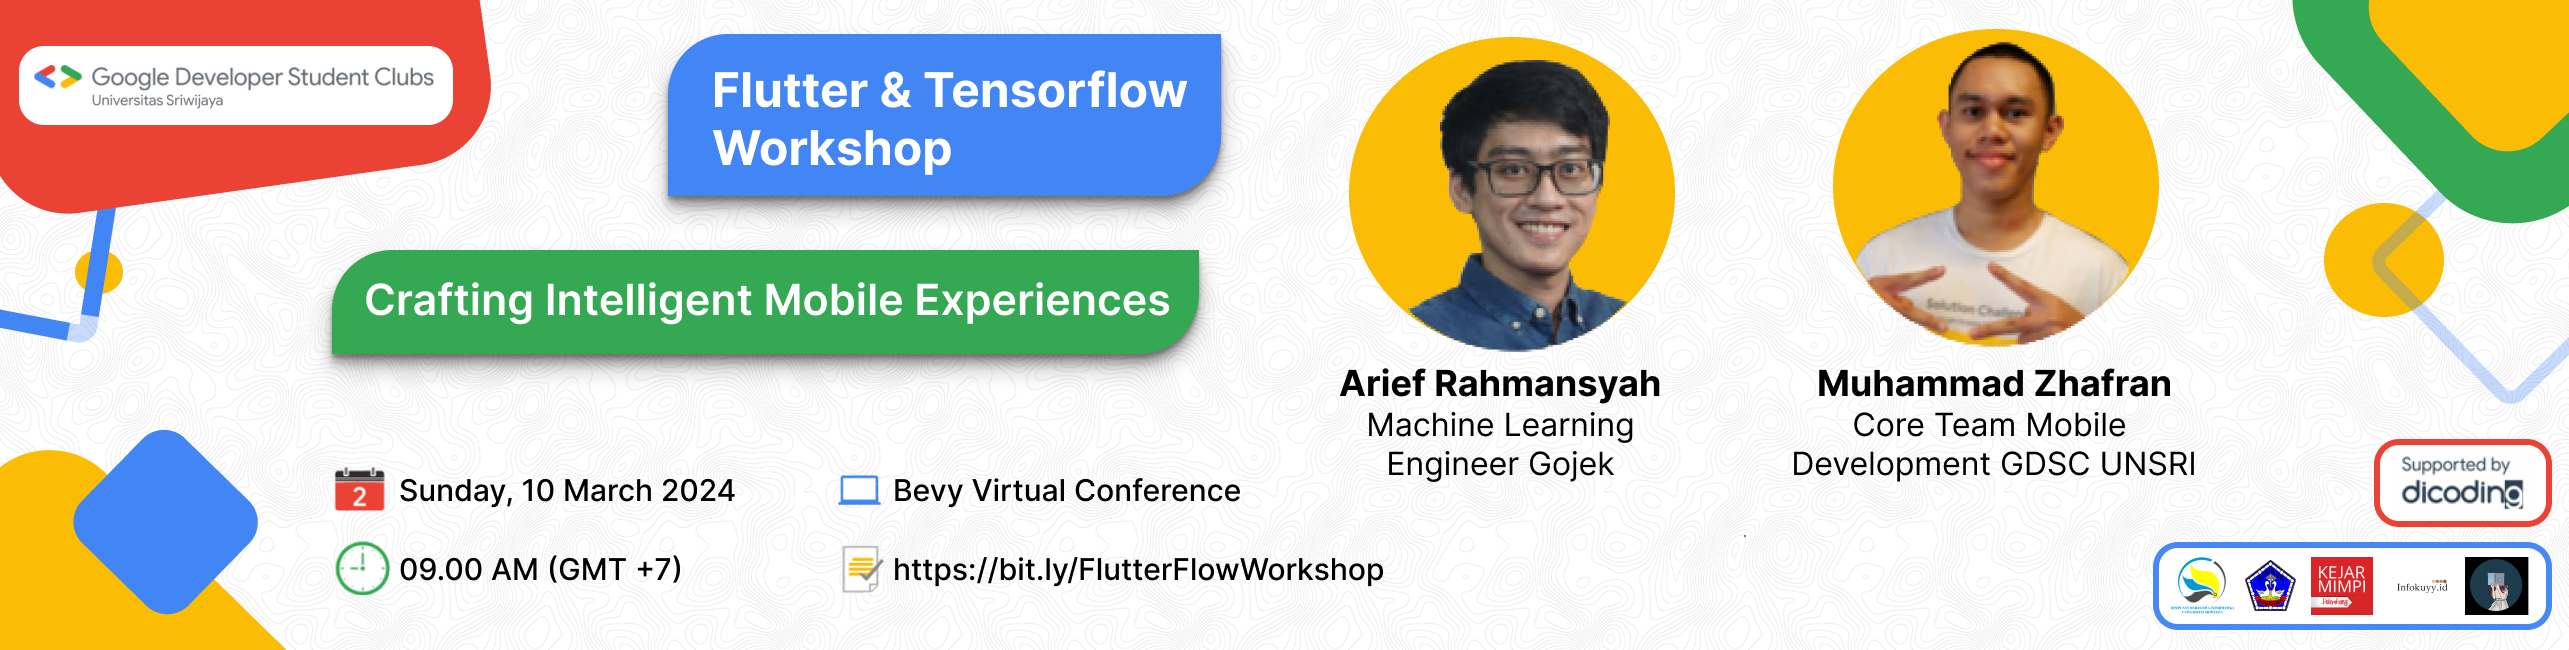 Google Developer Student Clubs
Universitas Sriwijaya
Flutter & Tensorflow
Workshop
Crafting Intelligent Mobile Experiences
2
Sunday, 10 March 2024
09.00 AM (GMT +7)
Bevy Virtual Conference
https://bit.ly/FlutterFlowWorkshop
Solution Challenge
Arief Rahmansyah
Machine Learning
Engineer Gojek
Muhammad Zhafran
Core Team Mobile
Development GDSC UNSRI
Supported by
dicoding
KEJAR
MIMPI
Infokuyy.id